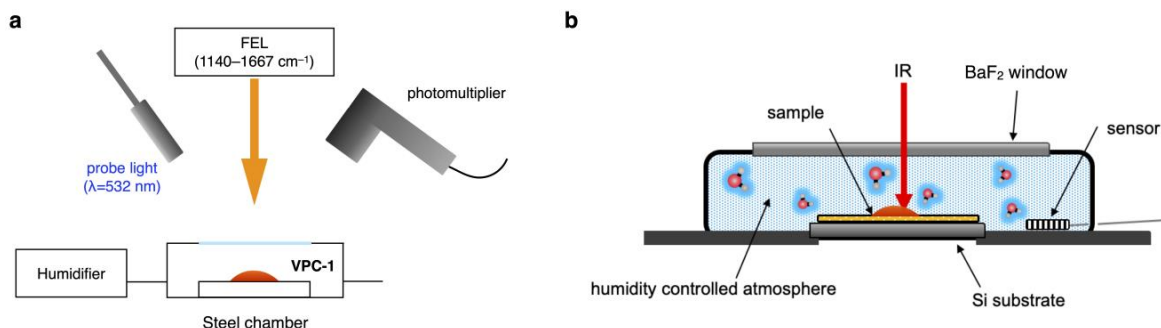 a
FEL
(1140–1667 cm⁻¹)
photomultiplier
probe light
(λ=532 nm)
Humidifier
VPC-1
Steel chamber
b
IR
BaF₂ window
sample
sensor
humidity controlled atmosphere
Si substrate